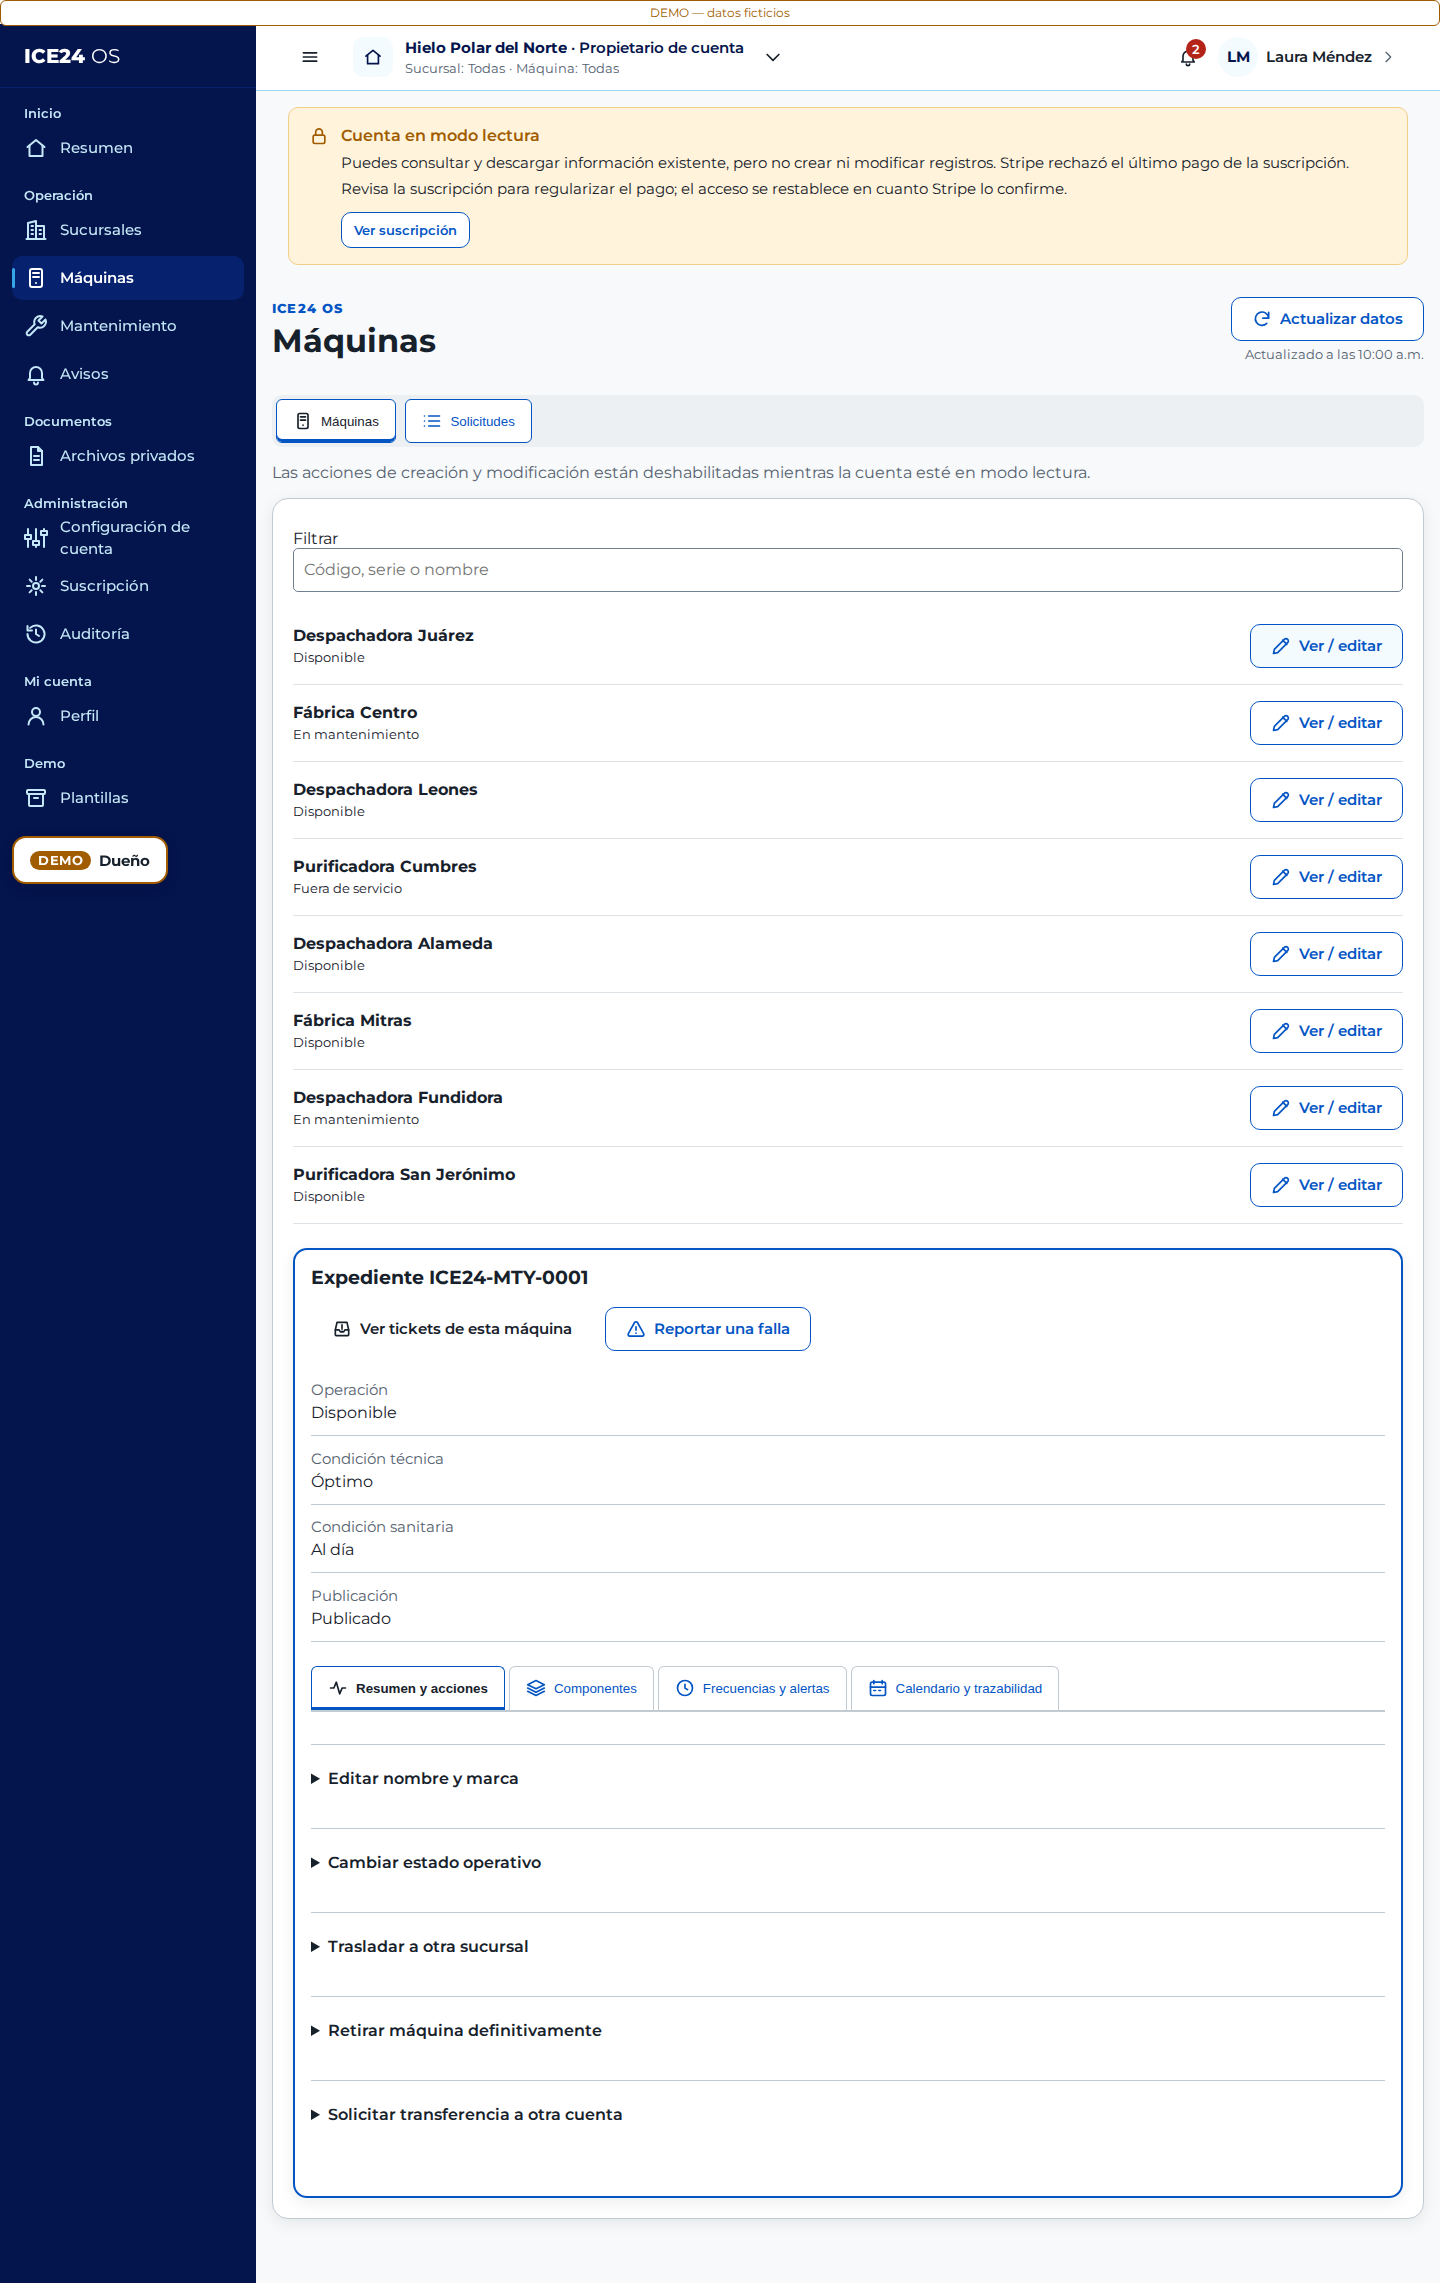 DEMO — datos ficticios
ICE24 OS
Inicio
Resumen
Operación
Sucursales
Máquinas
Mantenimiento
Avisos
Documentos
Archivos privados
Administración
Configuración de
cuenta
Suscripción
Auditoría
Mi cuenta
Perfil
Demo
Plantillas
DEMO Dueño
Hielo Polar del Norte · Propietario de cuenta
Sucursal: Todas · Máquina: Todas
2
LM Laura Méndez
Cuenta en modo lectura
Puedes consultar y descargar información existente, pero no crear ni modificar registros. Stripe rechazó el último pago de la suscripción.
Revisa la suscripción para regularizar el pago; el acceso se restablece en cuanto Stripe lo confirme.
Ver suscripción
ICE24 OS
Máquinas
Actualizar datos
Actualizado a las 10:00 a.m.
Máquinas
Solicitudes
Las acciones de creación y modificación están deshabilitadas mientras la cuenta esté en modo lectura.
Filtrar
Código, serie o nombre
Despachadora Juárez
Disponible
Ver / editar
Fábrica Centro
En mantenimiento
Ver / editar
Despachadora Leones
Disponible
Ver / editar
Purificadora Cumbres
Fuera de servicio
Ver / editar
Despachadora Alameda
Disponible
Ver / editar
Fábrica Mitras
Disponible
Ver / editar
Despachadora Fundidora
En mantenimiento
Ver / editar
Purificadora San Jerónimo
Disponible
Ver / editar
Expediente ICE24-MTY-0001
Ver tickets de esta máquina
Reportar una falla
Operación
Disponible
Condición técnica
Óptimo
Condición sanitaria
Al día
Publicación
Publicado
Resumen y acciones
Componentes
Frecuencias y alertas
Calendario y trazabilidad
Editar nombre y marca
Cambiar estado operativo
Trasladar a otra sucursal
Retirar máquina definitivamente
Solicitar transferencia a otra cuenta